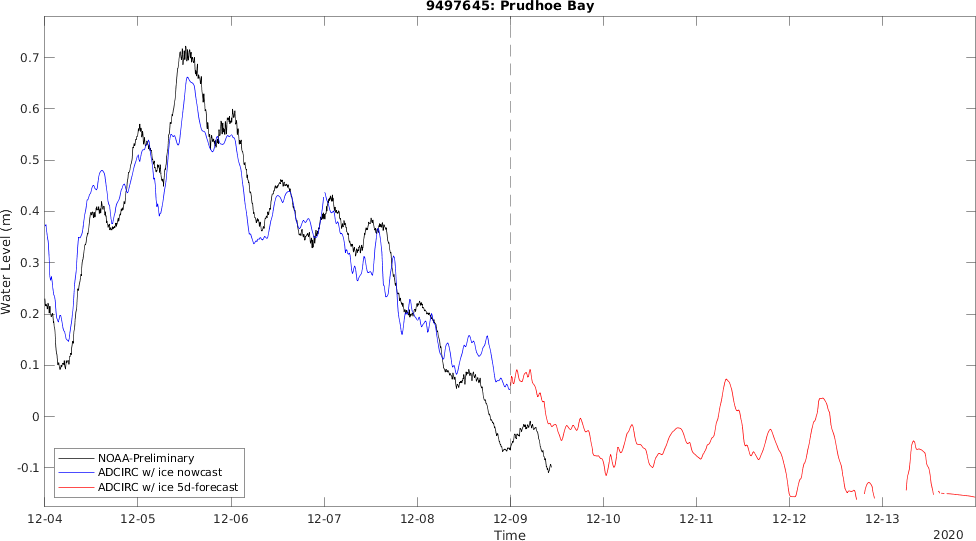 9497645: Prudhoe Bay
Water Level (m)
0.7
0.6
0.5
0.4
0.3
0.2
0.1
0
-0.1
NOAA-Preliminary
ADCIRC w/ ice nowcast
ADCIRC w/ ice 5d-forecast
12-04 12-05 12-06 12-07 12-08 12-09 12-10 12-11 12-12 12-13
Time
2020